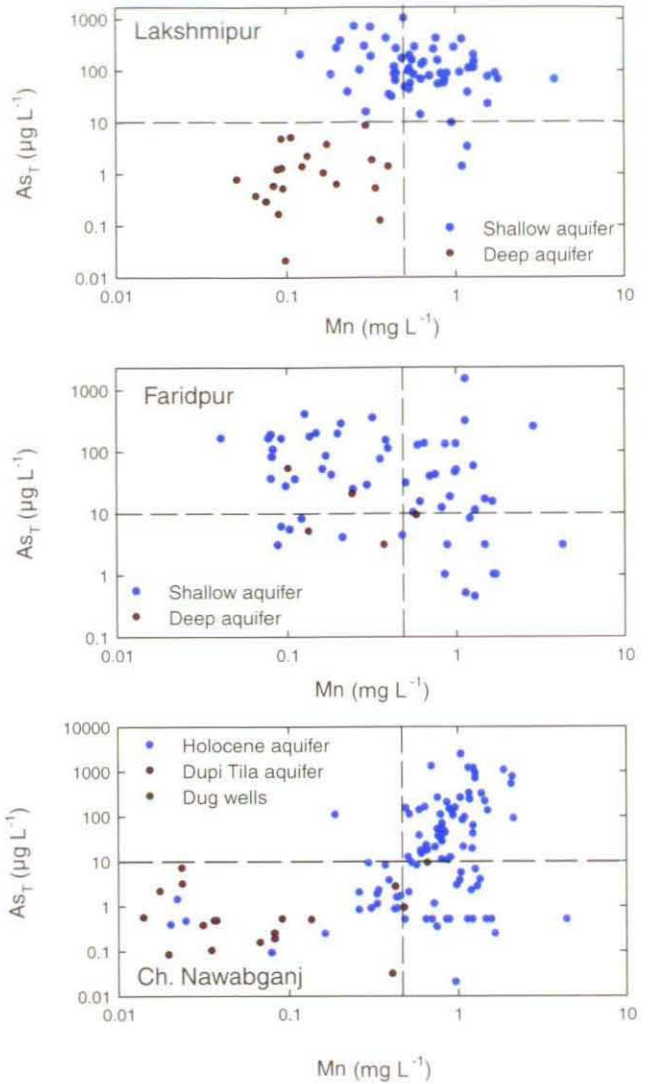 Lakshmipur
1000
100
10
1
0.1
0.01
As_T (µg L⁻¹)
Shallow aquifer
Deep aquifer
0.01 0.1 1 10
Mn (mg L⁻¹)
Faridpur
1000
100
10
1
0.1
As_T (µg L⁻¹)
Shallow aquifer
Deep aquifer
0.01 0.1 1 10
Mn (mg L⁻¹)
10000
1000
100
10
1
0.1
0.01
As_T (µg L⁻¹)
Holocene aquifer
Dupi Tila aquifer
Dug wells
Ch. Nawabganj
0.01 0.1 1 10
Mn (mg L⁻¹)